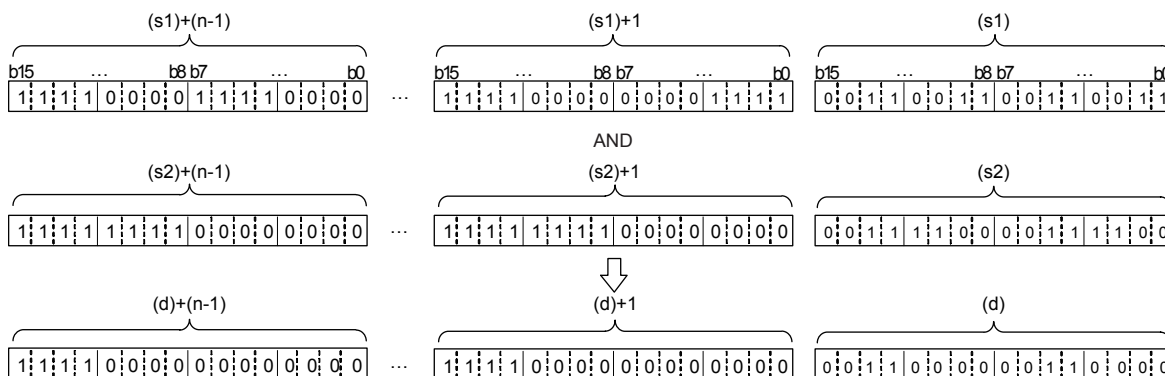 (s1)+(n-1) (s1)+1 (s1)
b15 … b8 b7 … b0 b15 … b8 b7 … b0 b15 … b8 b7 … b0
1 1 1 1 0 0 0 0 1 1 1 1 0 0 0 0 … 1 1 1 1 0 0 0 0 0 0 0 0 1 1 1 1 0 0 1 1 0 0 1 1 0 0 1 1 0 0 1 1
AND
(s2)+(n-1) (s2)+1 (s2)
1 1 1 1 1 1 1 1 0 0 0 0 0 0 0 0 … 1 1 1 1 1 1 1 1 0 0 0 0 0 0 0 0 0 0 1 1 1 1 0 0 0 0 1 1 1 1 0 0
(d)+(n-1) (d)+1 (d)
1 1 1 1 0 0 0 0 0 0 0 0 0 0 0 0 … 1 1 1 1 0 0 0 0 0 0 0 0 0 0 0 0 0 0 1 1 0 0 0 0 0 0 1 1 0 0 0 0